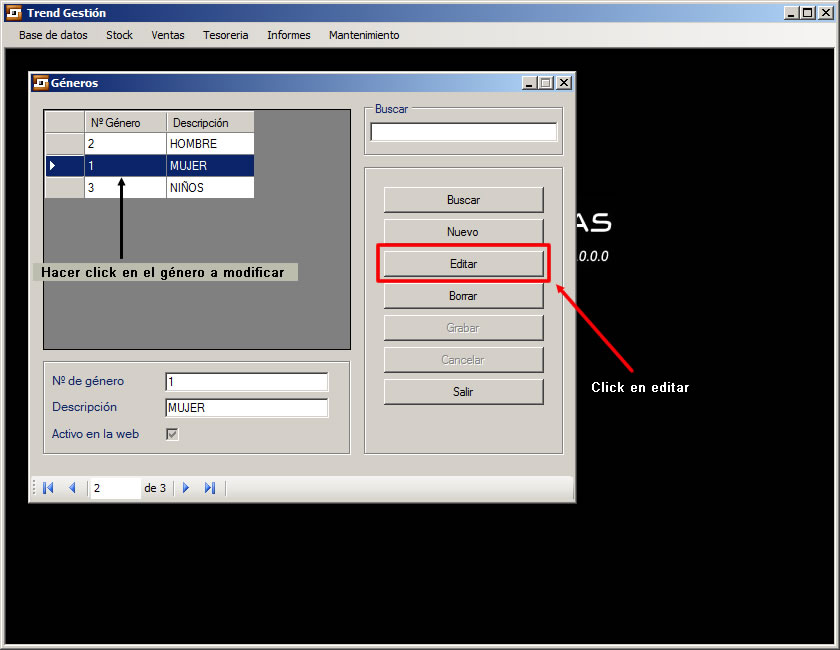 Trend Gestión
Base de datos Stock Ventas Tesoreria Informes Mantenimiento
Géneros
Nº Género Descripción
2 HOMBRE
1 MUJER
3 NIÑOS
Hacer click en el género a modificar
Buscar
Buscar
Nuevo
Editar
Borrar
Grabar
Cancelar
Salir
Nº de género 1
Descripción MUJER
Activo en la web
2 de 3
AS
.0.0.0
Click en editar